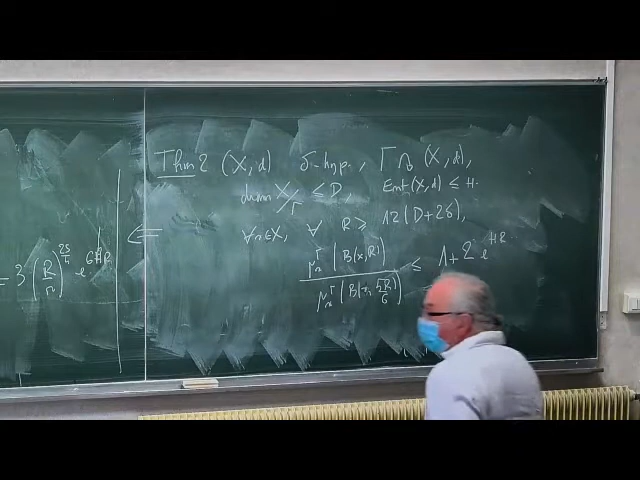 Thm 2 (X, d) δ-hyp., Γ ↷ (X, d),
diam X/Γ ≤ D, Ent(X, d) ≤ H.
∀x∈X, ∀ R ≥ 12(D+2δ),
μ_x^Γ (B(x, R)) / μ_x^Γ (B(x, 5R/6)) ≤ 1 + 2 e^{HR}
= 3 (R/r)^{25/4} e^{6HR} ⇐